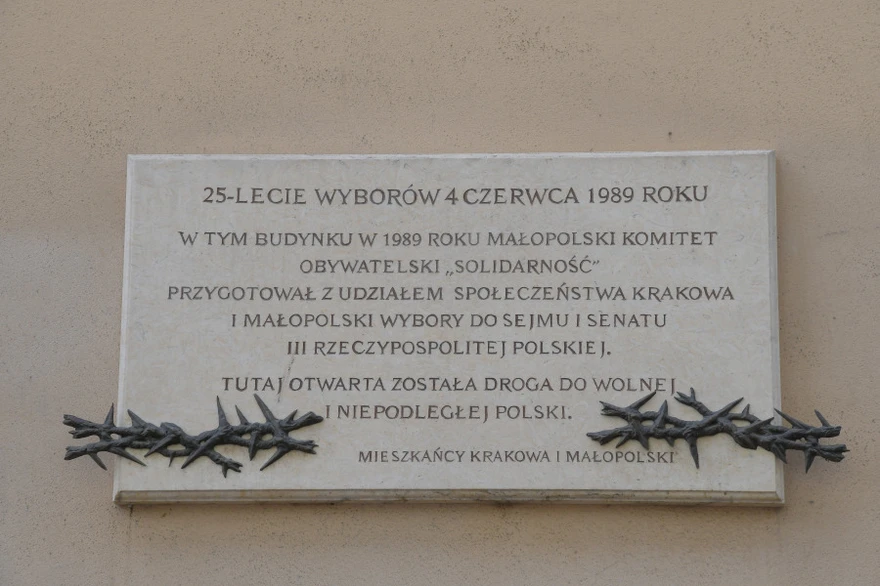 25-LECIE WYBORÓW 4 CZERWCA 1989 ROKU
W TYM BUDYNKU W 1989 ROKU MAŁOPOLSKI KOMITET
OBYWATELSKI „SOLIDARNOŚĆ”
PRZYGOTOWAŁ Z UDZIAŁEM SPOŁECZEŃSTWA KRAKOWA
I MAŁOPOLSKI WYBORY DO SEJMU I SENATU
III RZECZYPOSPOLITEJ POLSKIEJ.
TUTAJ OTWARTA ZOSTAŁA DROGA DO WOLNEJ
I NIEPODLEGŁEJ POLSKI.
MIESZKAŃCY KRAKOWA I MAŁOPOLSKI